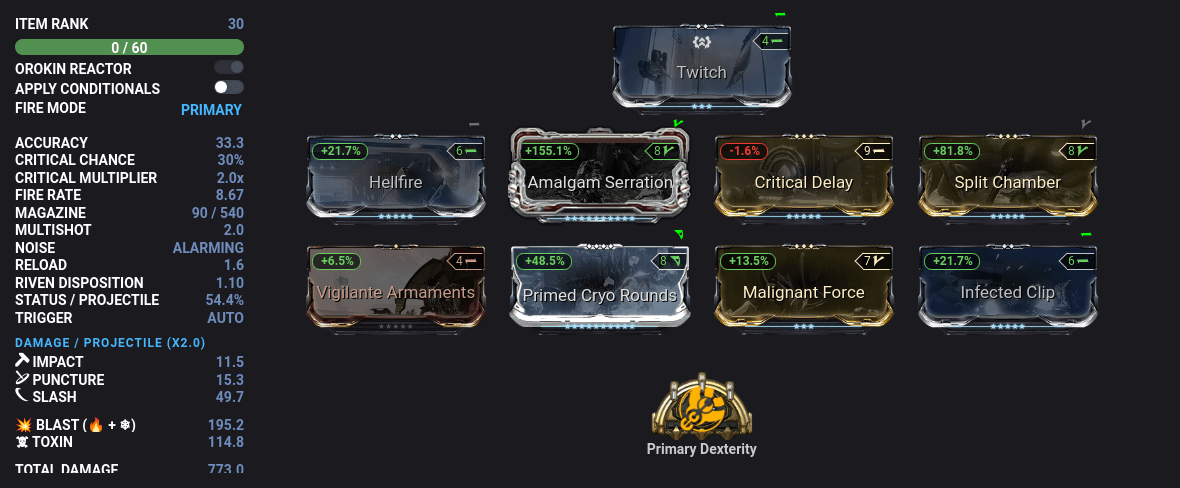 ITEM RANK 30
0 / 60
OROKIN REACTOR
APPLY CONDITIONALS
FIRE MODE PRIMARY
ACCURACY 33.3
CRITICAL CHANCE 30%
CRITICAL MULTIPLIER 2.0x
FIRE RATE 8.67
MAGAZINE 90 / 540
MULTISHOT 2.0
NOISE ALARMING
RELOAD 1.6
RIVEN DISPOSITION 1.10
STATUS / PROJECTILE 54.4%
TRIGGER AUTO
DAMAGE / PROJECTILE (X2.0)
IMPACT 11.5
PUNCTURE 15.3
SLASH 49.7
💥 BLAST (🔥 + ❄) 195.2
TOXIN 114.8
TOTAL DAMAGE 773.0
4
Twitch
+21.7% 6
Hellfire
+155.1% 8
Amalgam Serration
-1.6% 9
Critical Delay
+81.8% 8
Split Chamber
+6.5% 4
Vigilante Armaments
+48.5% 8
Primed Cryo Rounds
+13.5% 7
Malignant Force
+21.7% 6
Infected Clip
Primary Dexterity